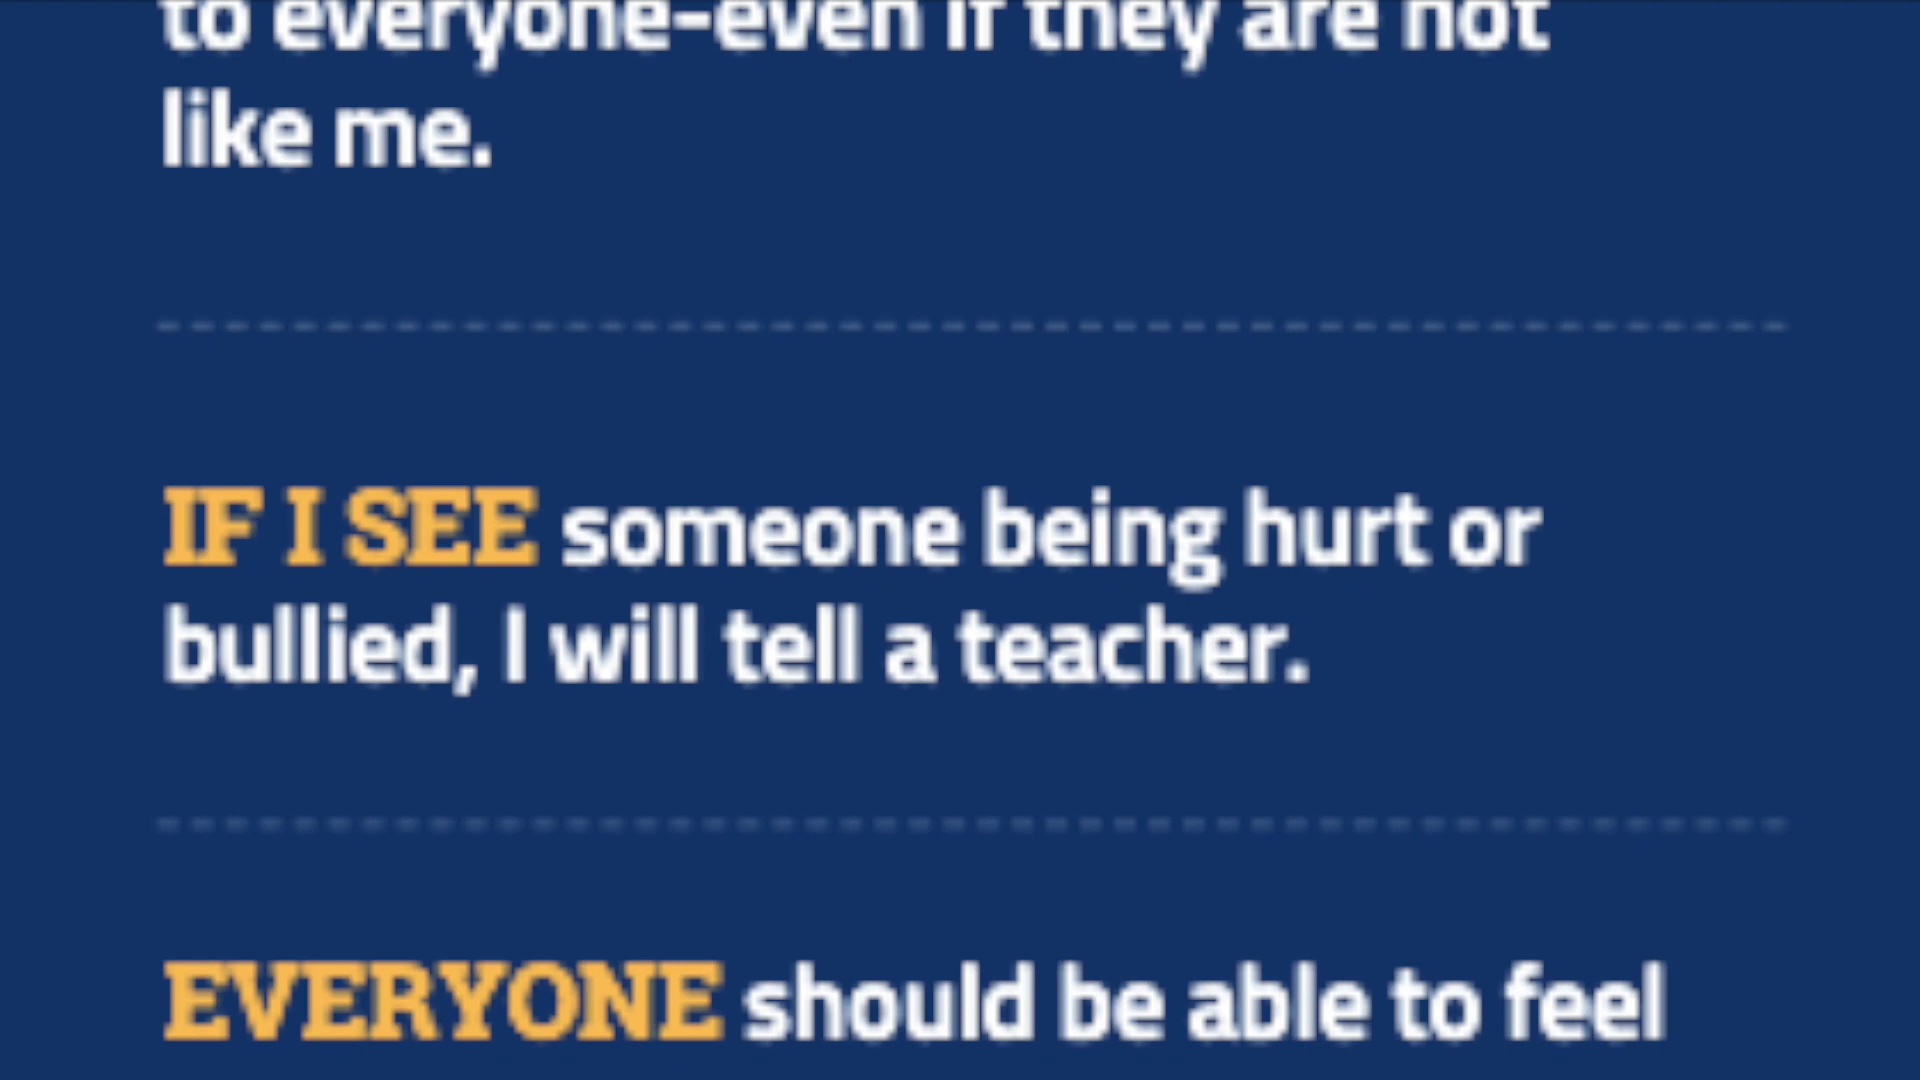 to everyone-even if they are not
like me.
IF I SEE someone being hurt or
bullied, I will tell a teacher.
EVERYONE should be able to feel